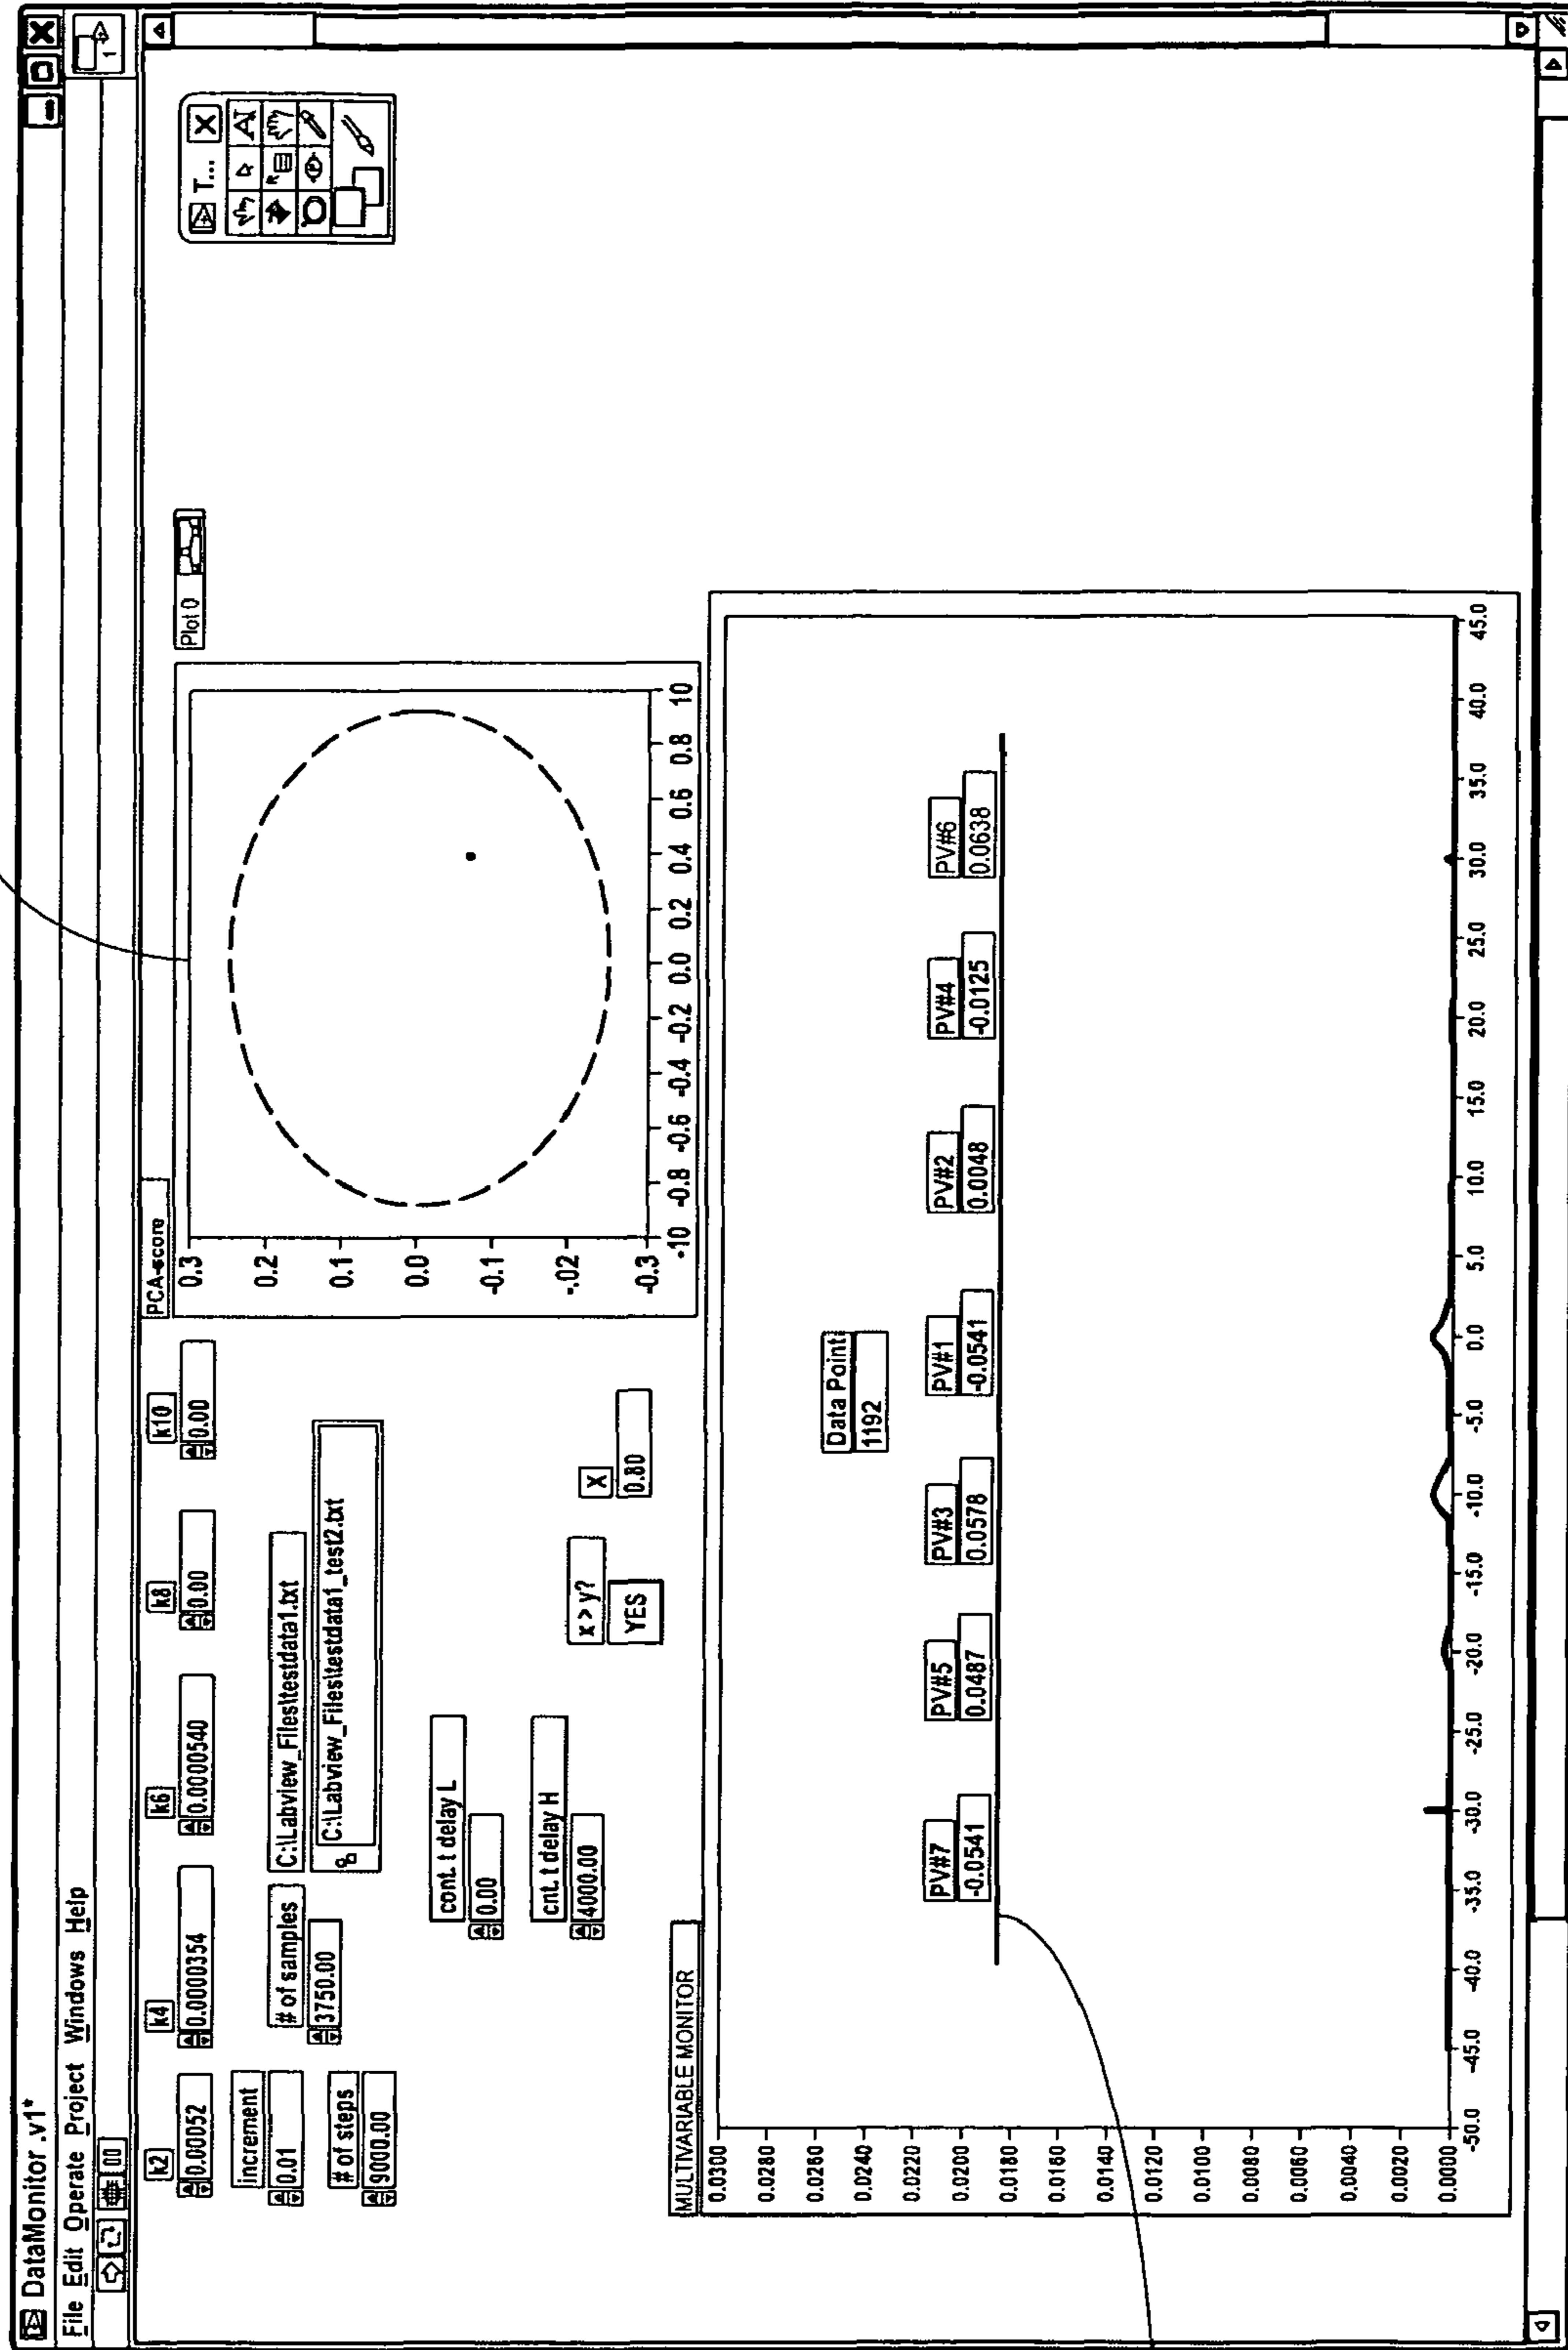 DataMonitor.v1*
File Edit Operate Project Windows Help
1
k2
0.00052
k4
0.0000354
k6
0.0000540
k8
0.00
k10
0.00
increment
0.01
# of samples
3750.00
C:\Labview_Files\testdata1.txt
C:\Labview_Files\testdata1_test2.txt
# of steps
9000.00
cont. t delay L
0.00
cnt. t delay H
4000.00
x > y?
YES
X
0.80
PCA-score
0.3
0.2
0.1
0.0
-0.1
-.02
-0.3
-10 -0.8 -0.6 -0.4 -0.2 0.0 0.2 0.4 0.6 0.8 10
Plot 0
T...
A
MULTIVARIABLE MONITOR
0.0300
0.0280
0.0260
0.0240
0.0220
0.0200
0.0180
0.0160
0.0140
0.0120
0.0100
0.0080
0.0060
0.0040
0.0020
0.0000
Data Point
1192
PV#7
-0.0541
PV#5
0.0487
PV#3
0.0578
PV#1
-0.0541
PV#2
0.0048
PV#4
-0.0125
PV#6
0.0638
-50.0 -45.0 -40.0 -35.0 -30.0 -25.0 -20.0 -15.0 -10.0 -5.0 0.0 5.0 10.0 15.0 20.0 25.0 30.0 35.0 40.0 45.0